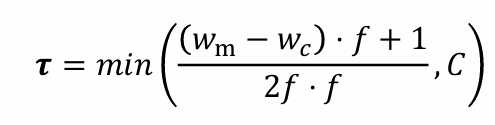 τ = min((w_m − w_c) · f + 1 / 2f · f, C)